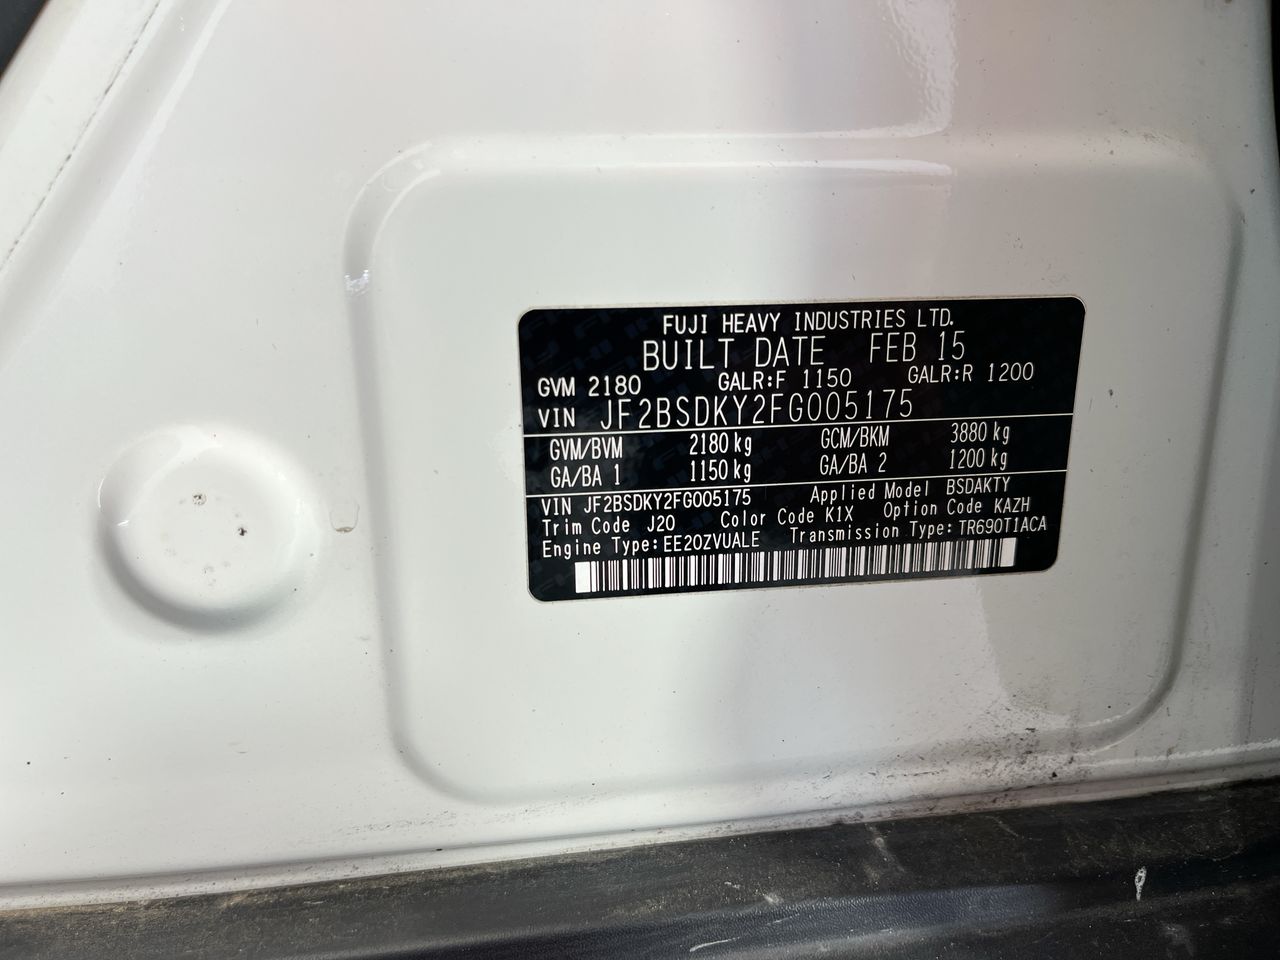 FUJI HEAVY INDUSTRIES LTD.
BUILT DATE FEB 15
GVM 2180 GALR:F 1150 GALR:R 1200
VIN JF2BSDKY2FG005175
GVM/BVM 2180 kg GCM/BKM 3880 kg
GA/BA 1 1150 kg GA/BA 2 1200 kg
VIN JF2BSDKY2FG005175 Applied Model BSDAKTY
Trim Code J20 Color Code K1X Option Code KAZH
Engine Type: EE20ZVUALE Transmission Type: TR690T1ACA